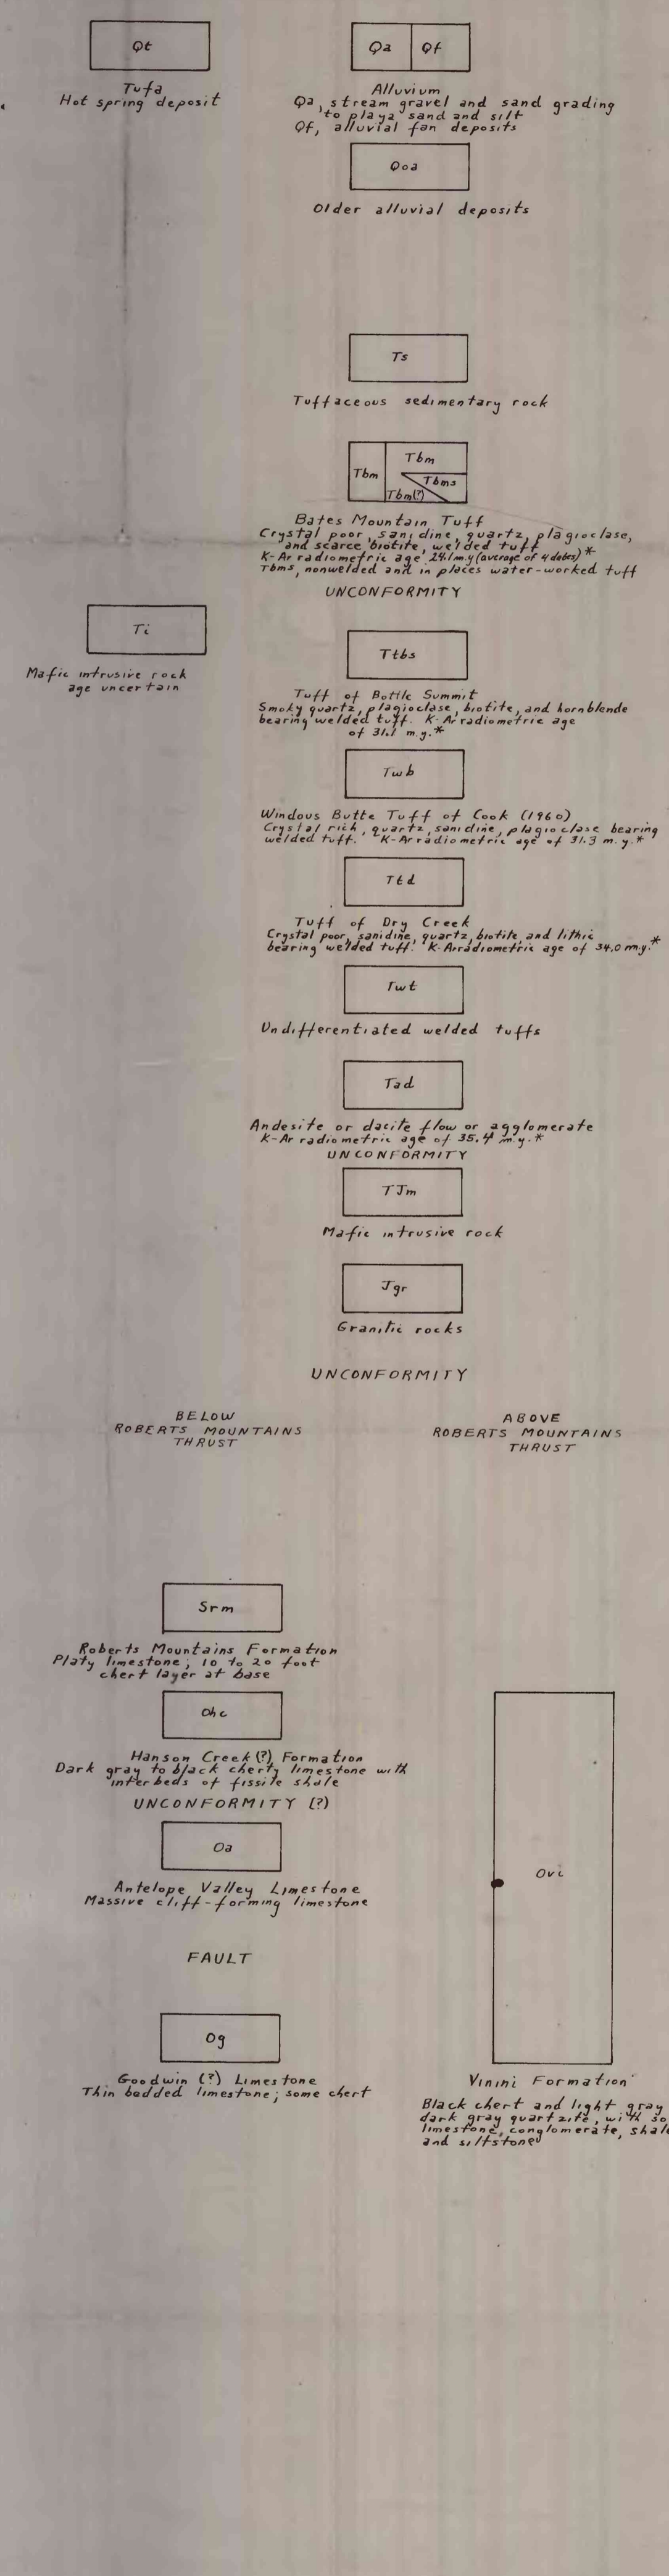 Qt
Tufa
Hot spring deposit
Qa Qf
Alluvium
Qa, stream gravel and sand grading
to playa sand and silt
Qf, alluvial fan deposits
Qoa
Older alluvial deposits
Ts
Tuffaceous sedimentary rock
Tbm
Tbm
Tbms
Tbm(?)
Bates Mountain Tuff
Crystal poor, sanidine, quartz, plagioclase,
and scarce biotite, welded tuff
K-Ar radiometric age 24.1 m.y. (average of 4 dates)*
Tbms, nonwelded and in places water-worked tuff
UNCONFORMITY
Ti
Mafic intrusive rock
age uncertain
Ttbs
Tuff of Bottle Summit
Smoky quartz, plagioclase, biotite, and hornblende
bearing welded tuff. K-Ar radiometric age
of 31.1 m.y.*
Twb
Windous Butte Tuff of Cook (1960)
Crystal rich, quartz, sanidine, plagioclase bearing
welded tuff. K-Ar radiometric age of 31.3 m.y.*
Ttd
Tuff of Dry Creek
Crystal poor, sanidine, quartz, biotite and lithic
bearing welded tuff. K-Ar radiometric age of 34.0 m.y.*
Twt
Undifferentiated welded tuffs
Tad
Andesite or dacite flow or agglomerate
K-Ar radiometric age of 35.4 m.y.*
UNCONFORMITY
TJm
Mafic intrusive rock
Jgr
Granitic rocks
UNCONFORMITY
BELOW
ROBERTS MOUNTAINS
THRUST
ABOVE
ROBERTS MOUNTAINS
THRUST
Srm
Roberts Mountains Formation
Platy limestone; 10 to 20 foot
chert layer at base
Ohc
Hanson Creek(?) Formation
Dark gray to black cherty limestone with
interbeds of fissile shale
UNCONFORMITY (?)
Oa
Antelope Valley Limestone
Massive cliff-forming limestone
FAULT
Og
Goodwin (?) Limestone
Thin bedded limestone; some chert
Ovi
Vinini Formation
Black chert and light gray
dark gray quartzite, with so
limestone, conglomerate, shale
and siltstone